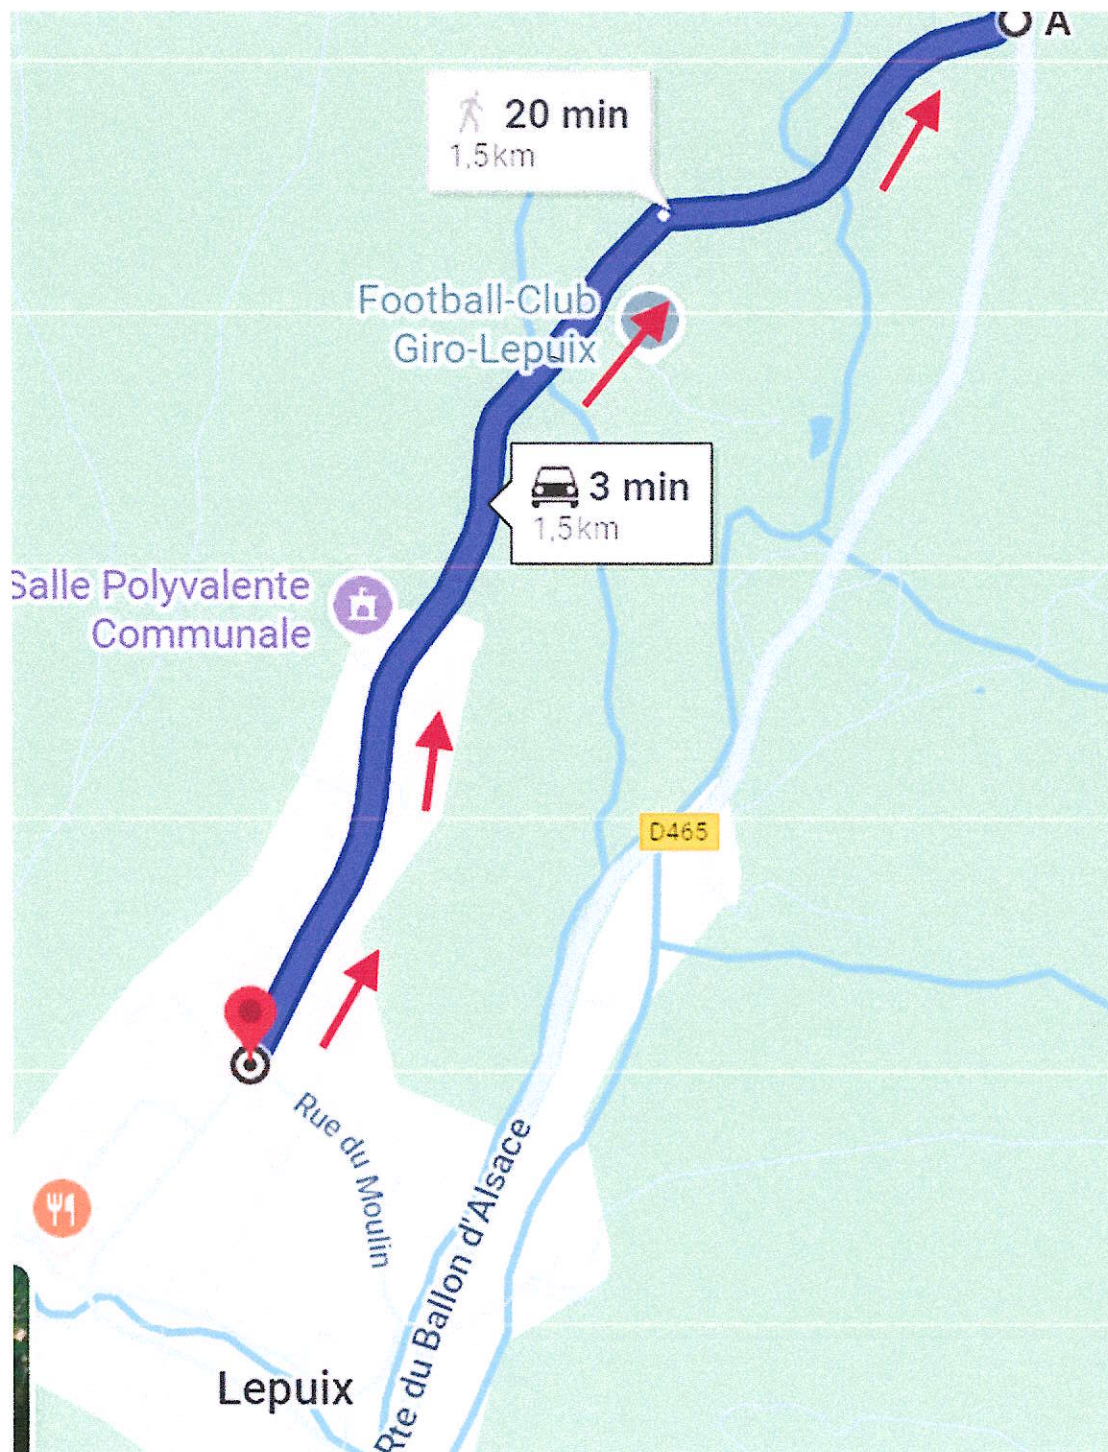 A
20 min
1,5km
Football-Club
Giro-Lepuix
3 min
1,5km
Salle Polyvalente
Communale
D465
Rue du Moulin
Rte du Ballon d'Alsace
Lepuix